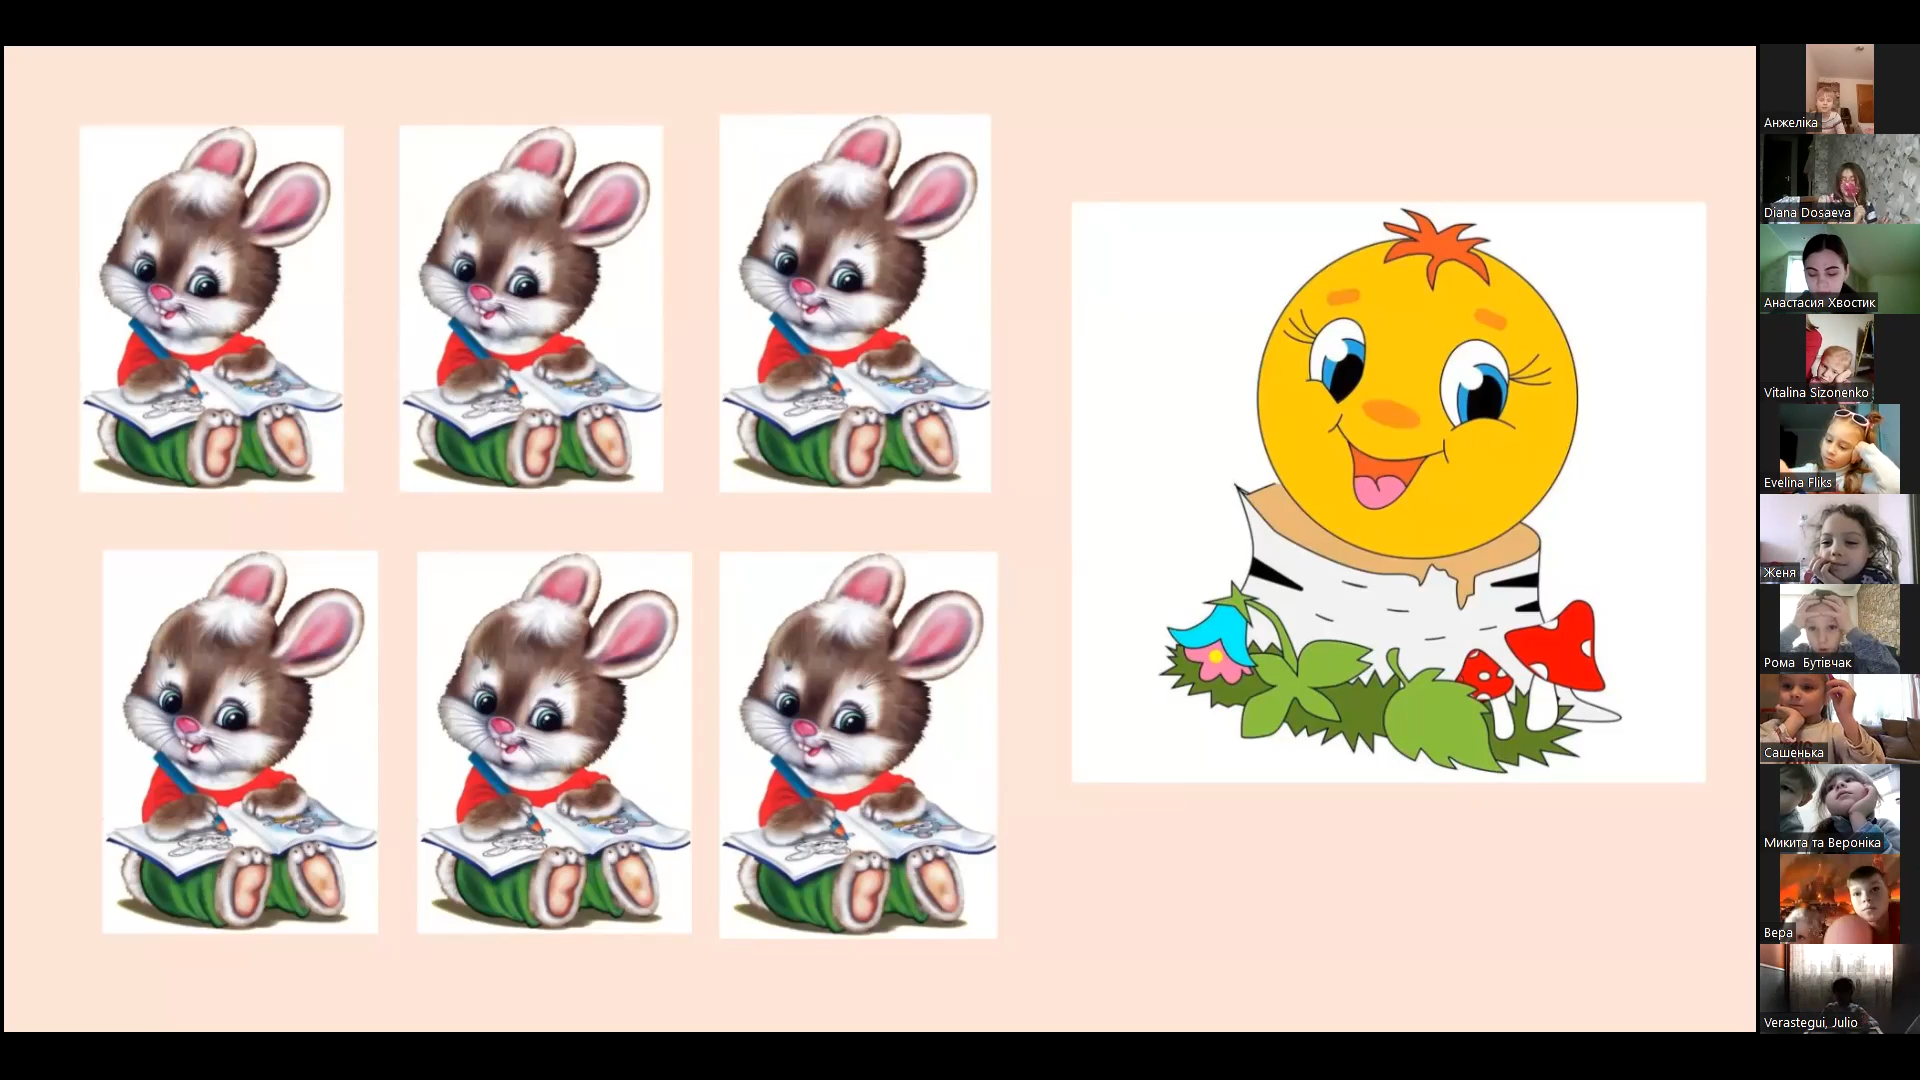 Анжеліка
Diana Dosaeva
Анастасия Хвостик
Vitalina Sizonenko
Evelina Fliks
Женя
Рома Бутівчак
Сашенька
Микита та Вероніка
Вера
Verastegui, Julio